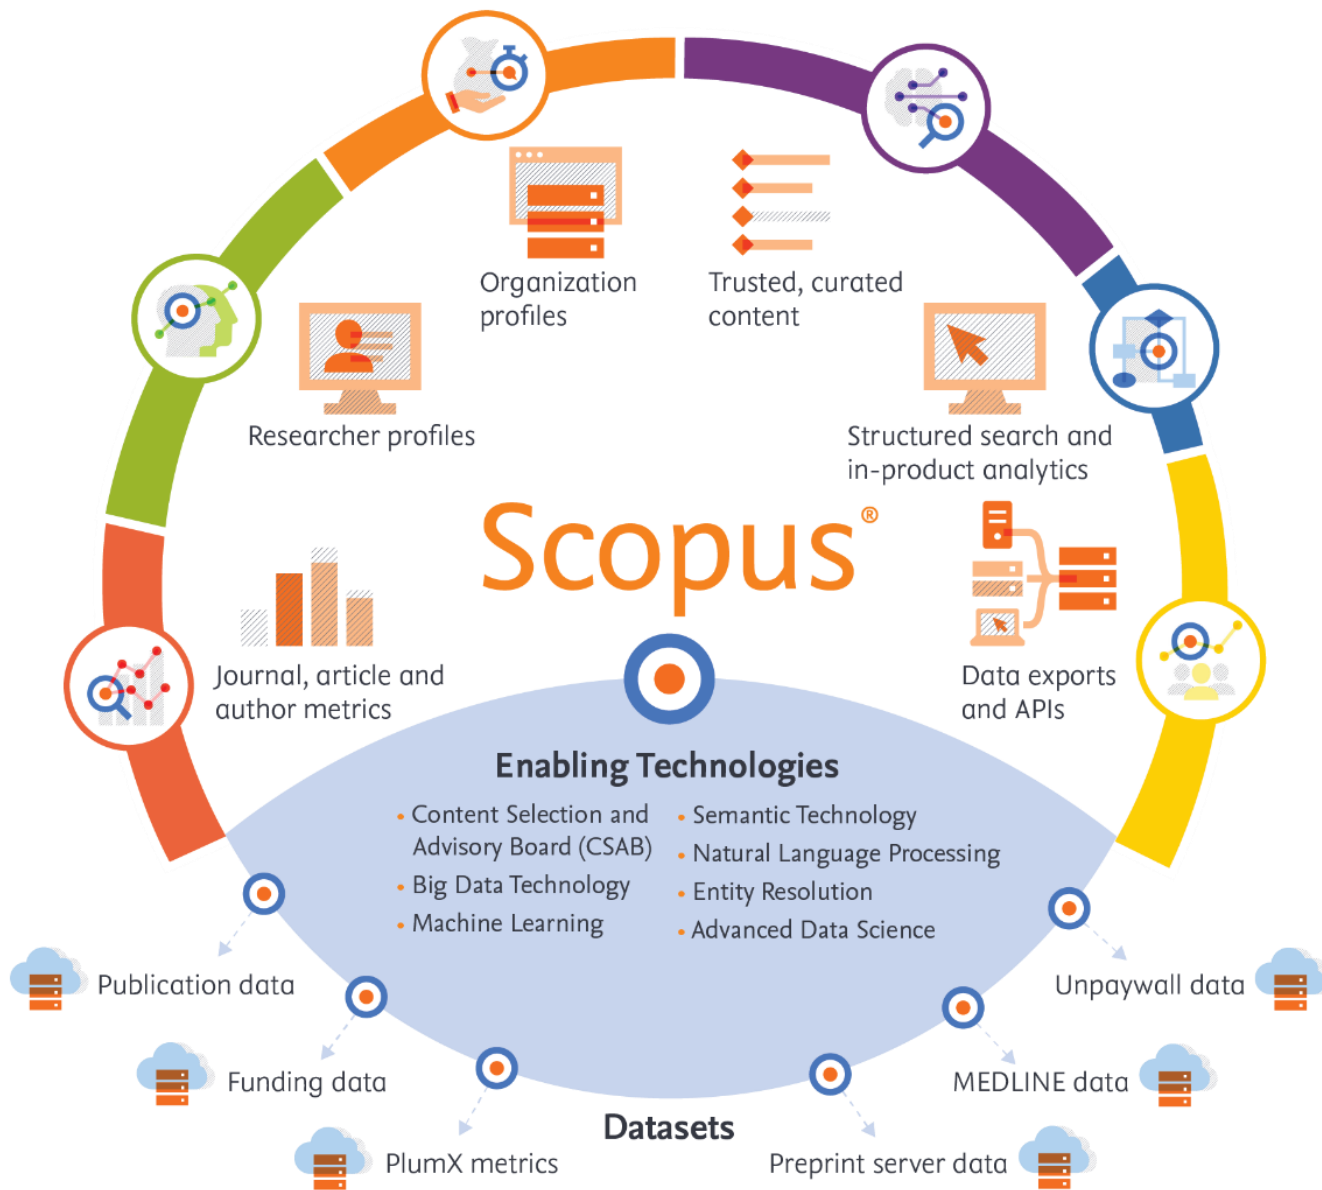 Organization
profiles
Trusted, curated
content
Researcher profiles
Structured search and
in-product analytics
Scopus®
Journal, article and
author metrics
Data exports
and APIs
Enabling Technologies
• Content Selection and
Advisory Board (CSAB)
• Big Data Technology
• Machine Learning
• Semantic Technology
• Natural Language Processing
• Entity Resolution
• Advanced Data Science
Publication data
Unpaywall data
Funding data
MEDLINE data
Datasets
PlumX metrics
Preprint server data